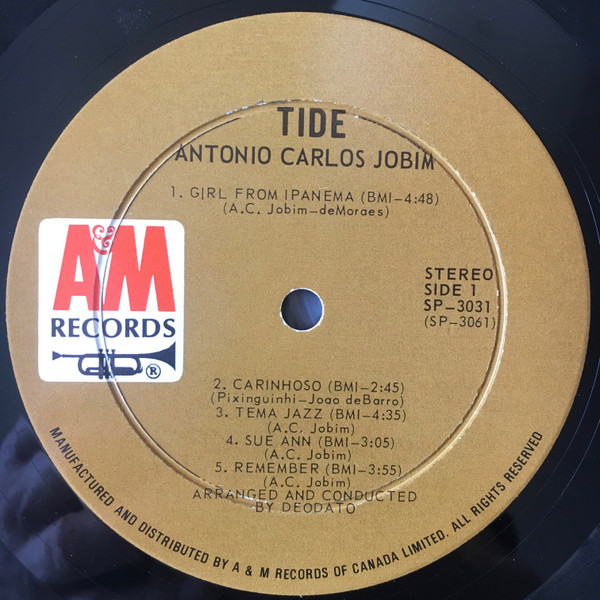 TIDE
ANTONIO CARLOS JOBIM
1. GIRL FROM IPANEMA (BMI-4:48)
(A.C. Jobim-deMoraes)
A&M
RECORDS
®
STEREO
SIDE 1
SP-3031
(SP-3061)
2. CARINHOSO (BMI-2:45)
(Pixinguinhi-Joao deBarro)
3. TEMA JAZZ (BMI-4:35)
(A.C. Jobim)
4. SUE ANN (BMI-3:05)
(A.C. Jobim)
5. REMEMBER (BMI-3:55)
(A.C. Jobim)
ARRANGED AND CONDUCTED
BY DEODATO
MANUFACTURED AND DISTRIBUTED BY A & M RECORDS OF CANADA LIMITED. ALL RIGHTS RESERVED